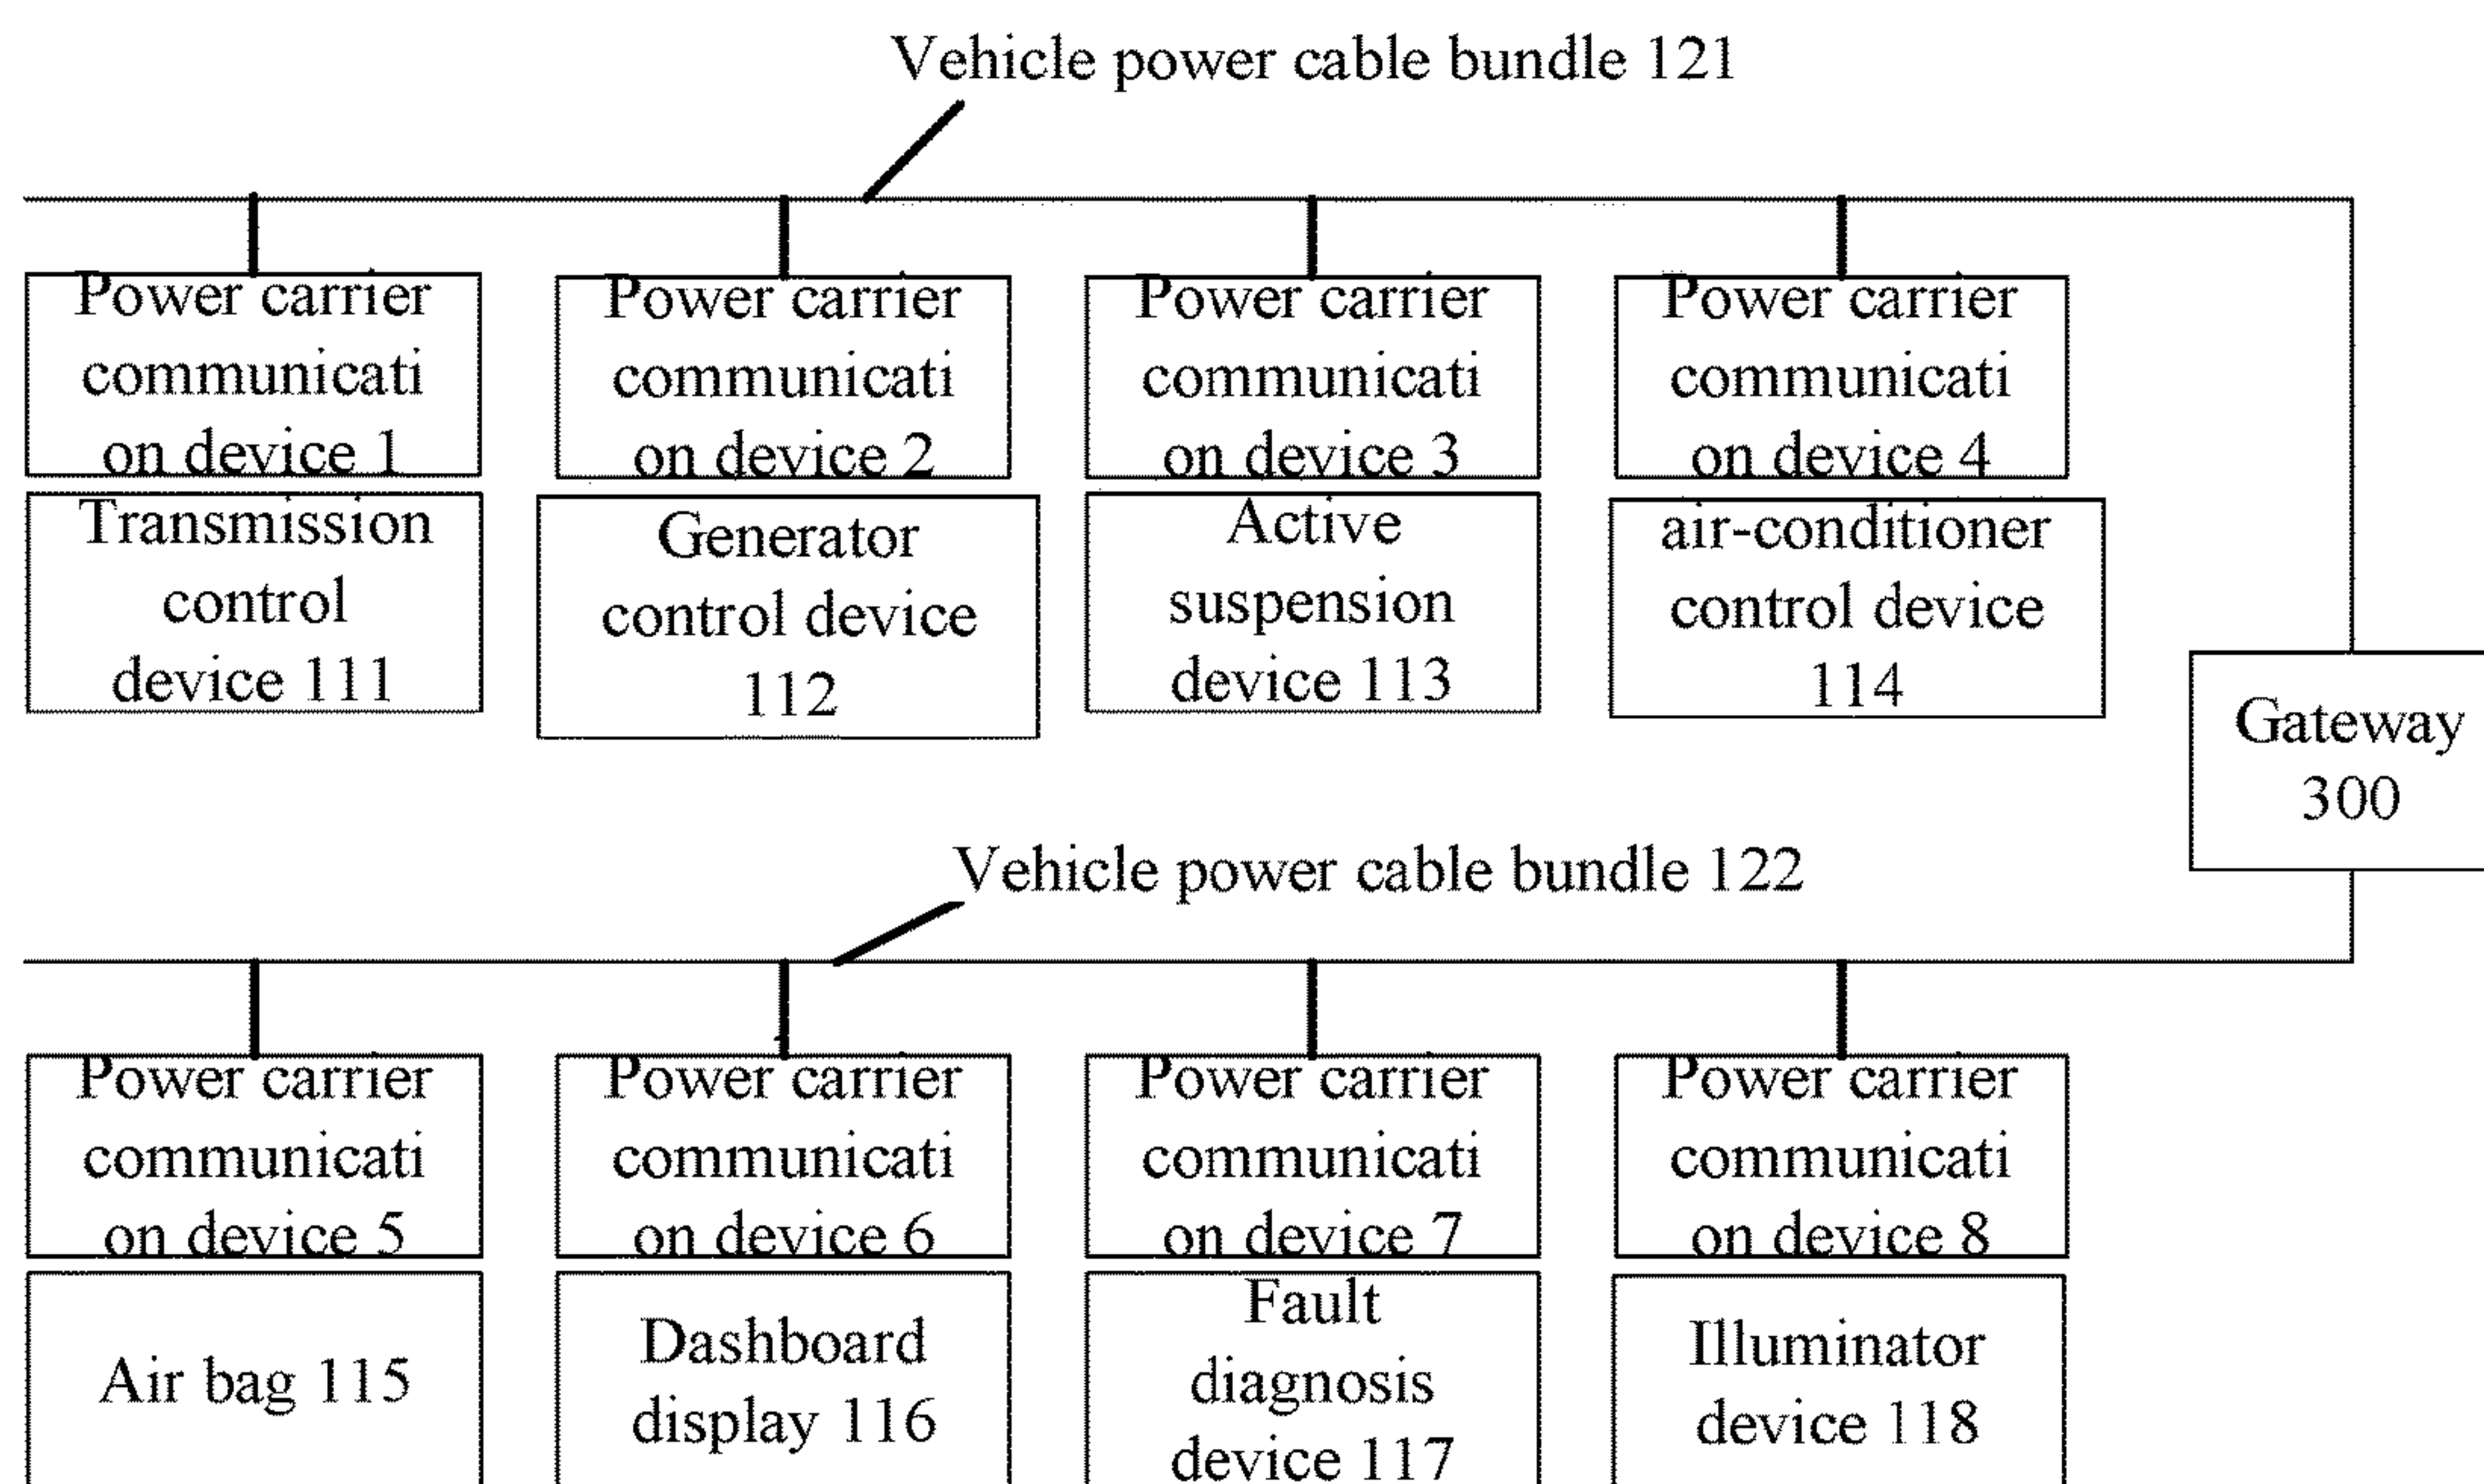 Vehicle power cable bundle 121
Power carrier
communicati
on device 1
Power carrier
communicati
on device 2
Power carrier
communicati
on device 3
Power carrier
communicati
on device 4
Transmission
control
device 111
Generator
control device
112
Active
suspension
device 113
air-conditioner
control device
114
Gateway
300
Vehicle power cable bundle 122
Power carrier
communicati
on device 5
Power carrier
communicati
on device 6
Power carrier
communicati
on device 7
Power carrier
communicati
on device 8
Air bag 115
Dashboard
display 116
Fault
diagnosis
device 117
Illuminator
device 118